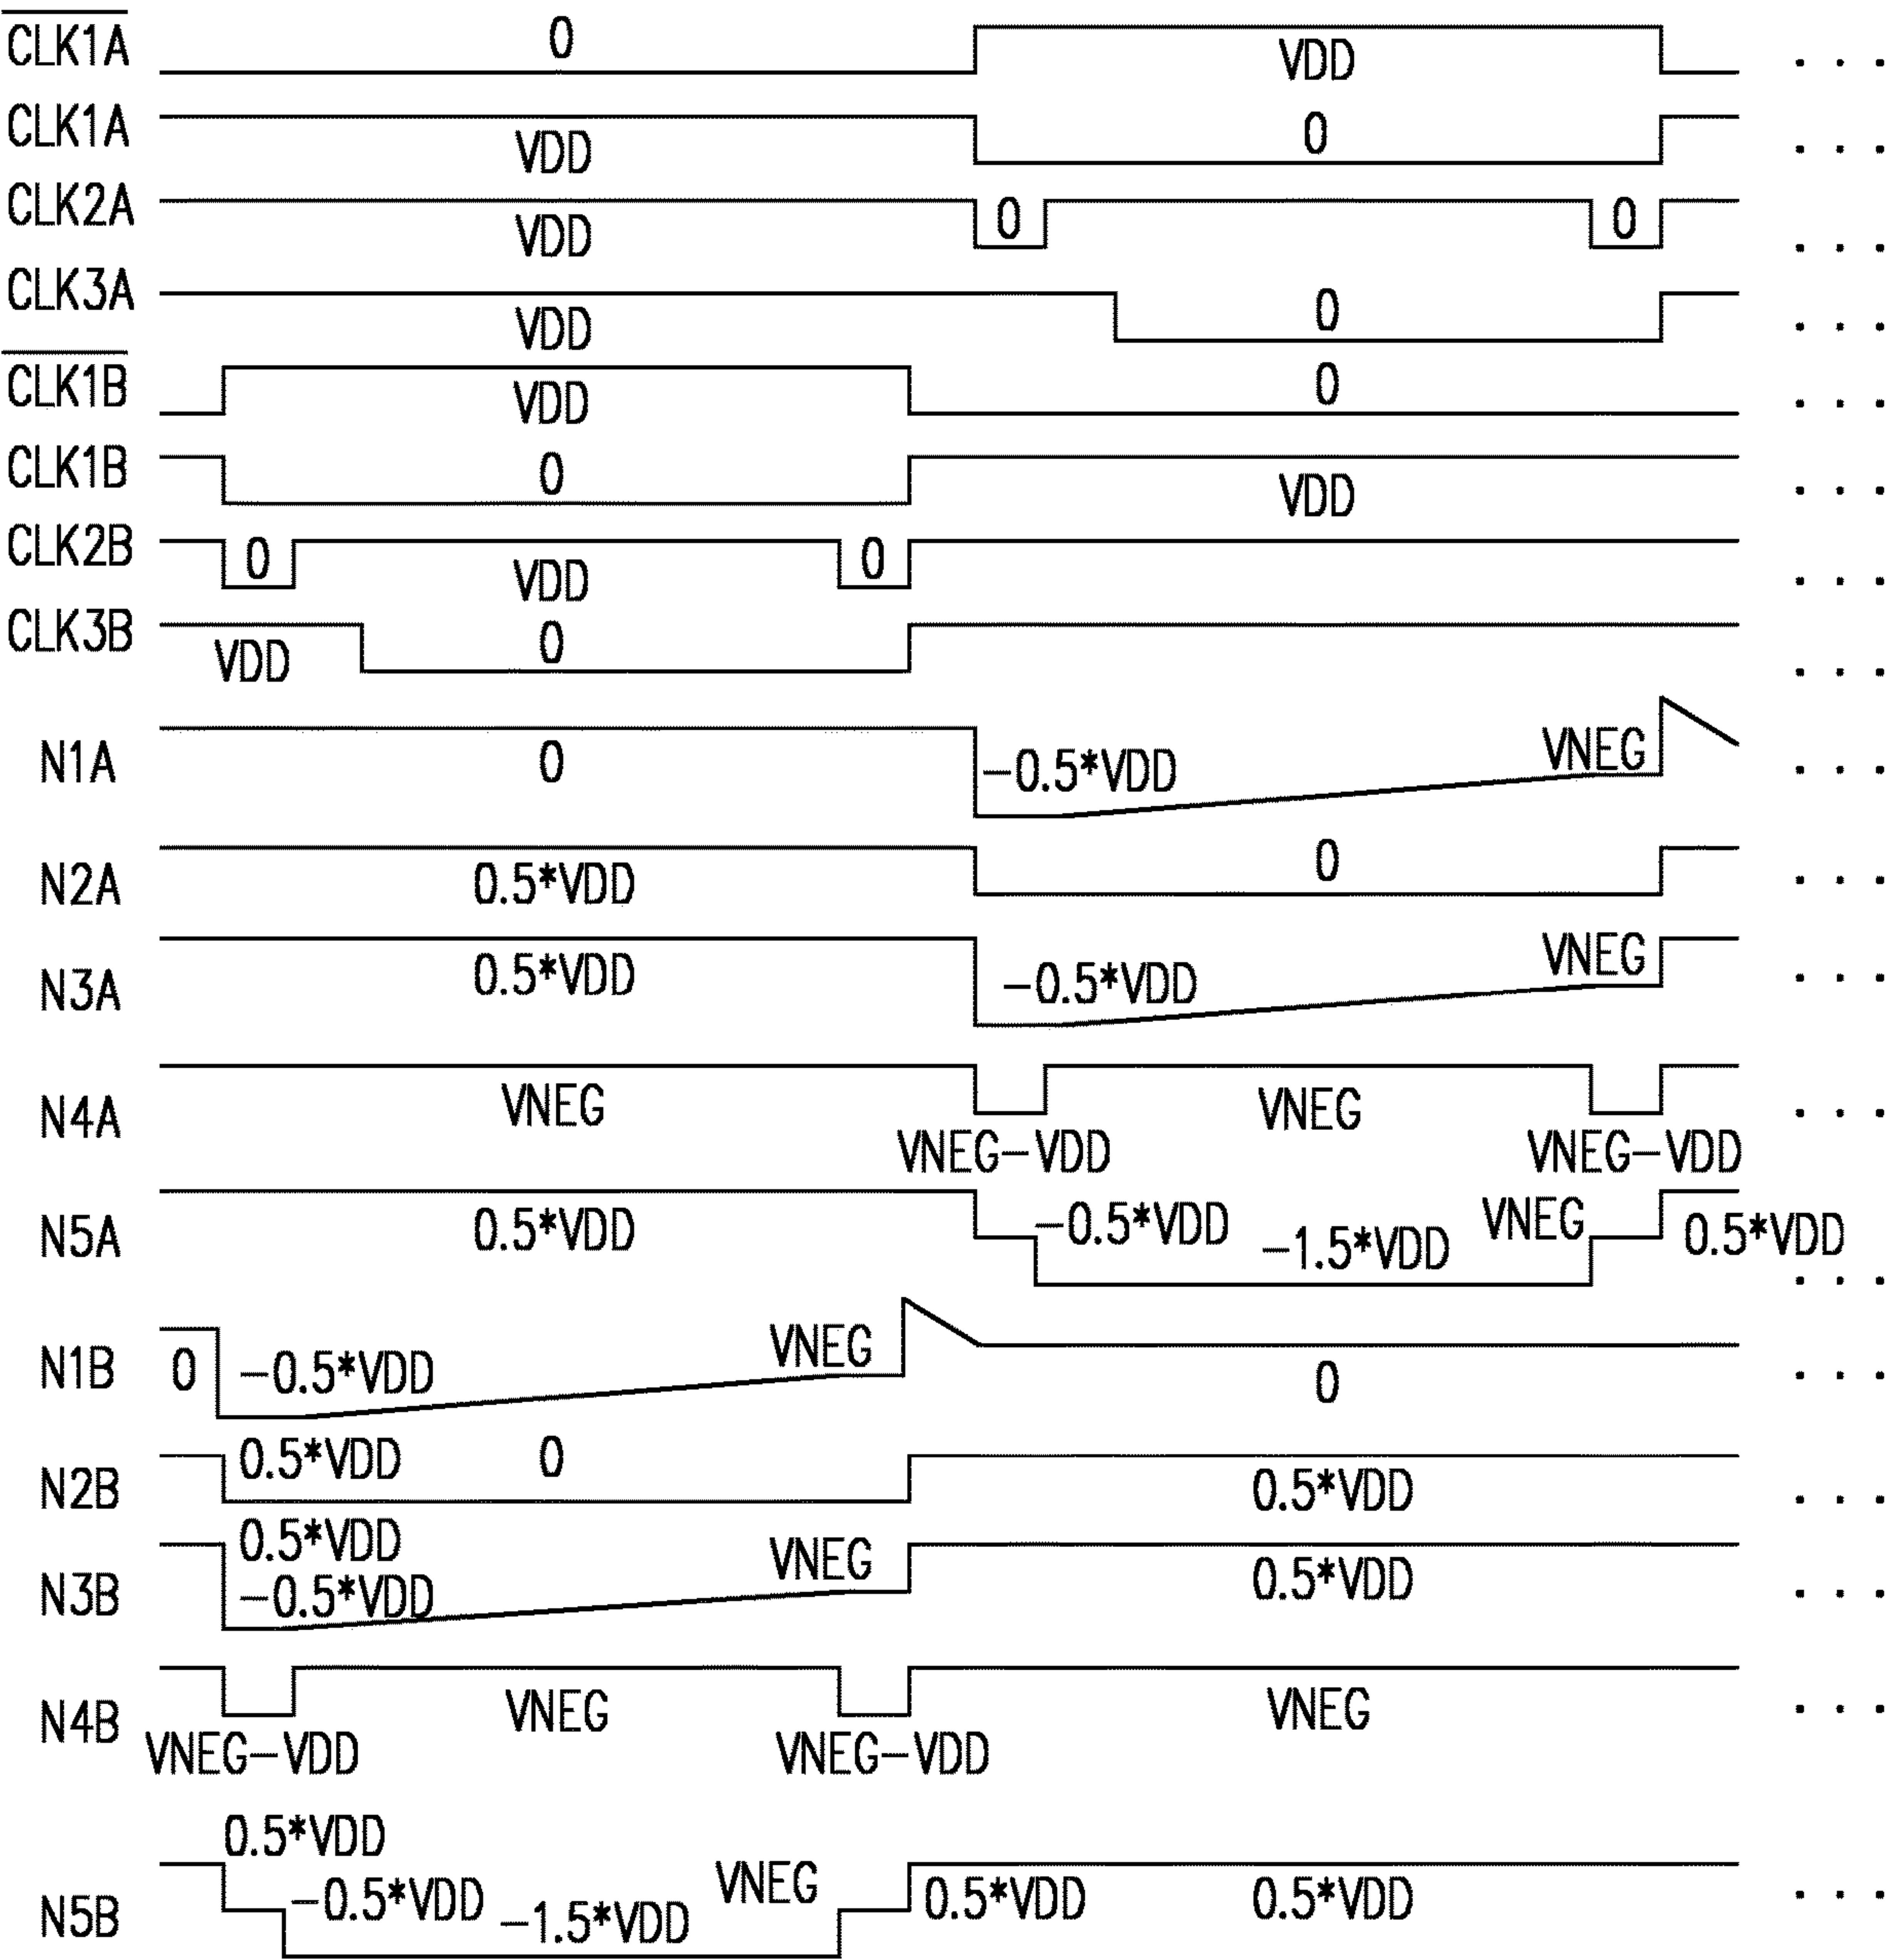 CLK1A 0 VDD . . .
CLK1A VDD 0 . . .
CLK2A VDD 0 0 . . .
CLK3A VDD 0 . . .
CLK1B VDD 0 . . .
CLK1B 0 VDD . . .
CLK2B 0 VDD 0 . . .
CLK3B VDD 0 . . .
N1A 0 -0.5*VDD VNEG . . .
N2A 0.5*VDD 0 . . .
N3A 0.5*VDD -0.5*VDD VNEG . . .
N4A VNEG VNEG-VDD VNEG VNEG-VDD . . .
N5A 0.5*VDD -0.5*VDD -1.5*VDD VNEG 0.5*VDD . . .
N1B 0 -0.5*VDD VNEG 0 . . .
N2B 0.5*VDD 0 0.5*VDD . . .
N3B 0.5*VDD -0.5*VDD VNEG 0.5*VDD . . .
N4B VNEG-VDD VNEG VNEG-VDD VNEG . . .
N5B 0.5*VDD -0.5*VDD -1.5*VDD VNEG 0.5*VDD 0.5*VDD . . .